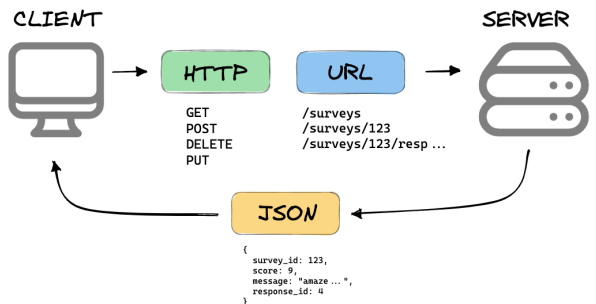 CLIENT
SERVER
HTTP
URL
GET
POST
DELETE
PUT
/surveys
/surveys/123
/surveys/123/resp...
JSON
{
survey_id: 123,
score: 9,
message: "amaze...",
response_id: 4
}